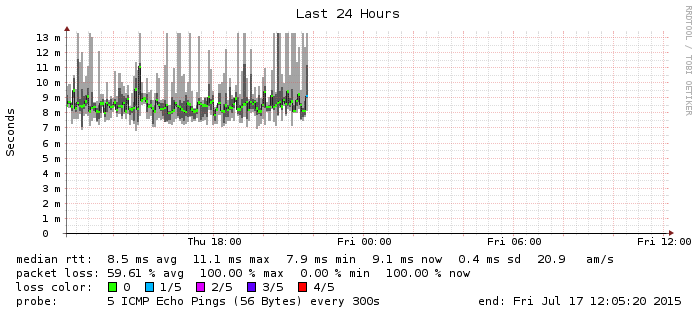 Last 24 Hours
RRDTOOL / TOBI OETIKER
Seconds
13 m
12 m
11 m
10 m
9 m
8 m
7 m
6 m
5 m
4 m
3 m
2 m
1 m
0
Thu 18:00 Fri 00:00 Fri 06:00 Fri 12:00
median rtt: 8.5 ms avg 11.1 ms max 7.9 ms min 9.1 ms now 0.4 ms sd 20.9 am/s
packet loss: 59.61 % avg 100.00 % max 0.00 % min 100.00 % now
loss color: 0 1/5 2/5 3/5 4/5
probe: 5 ICMP Echo Pings (56 Bytes) every 300s end: Fri Jul 17 12:05:20 2015